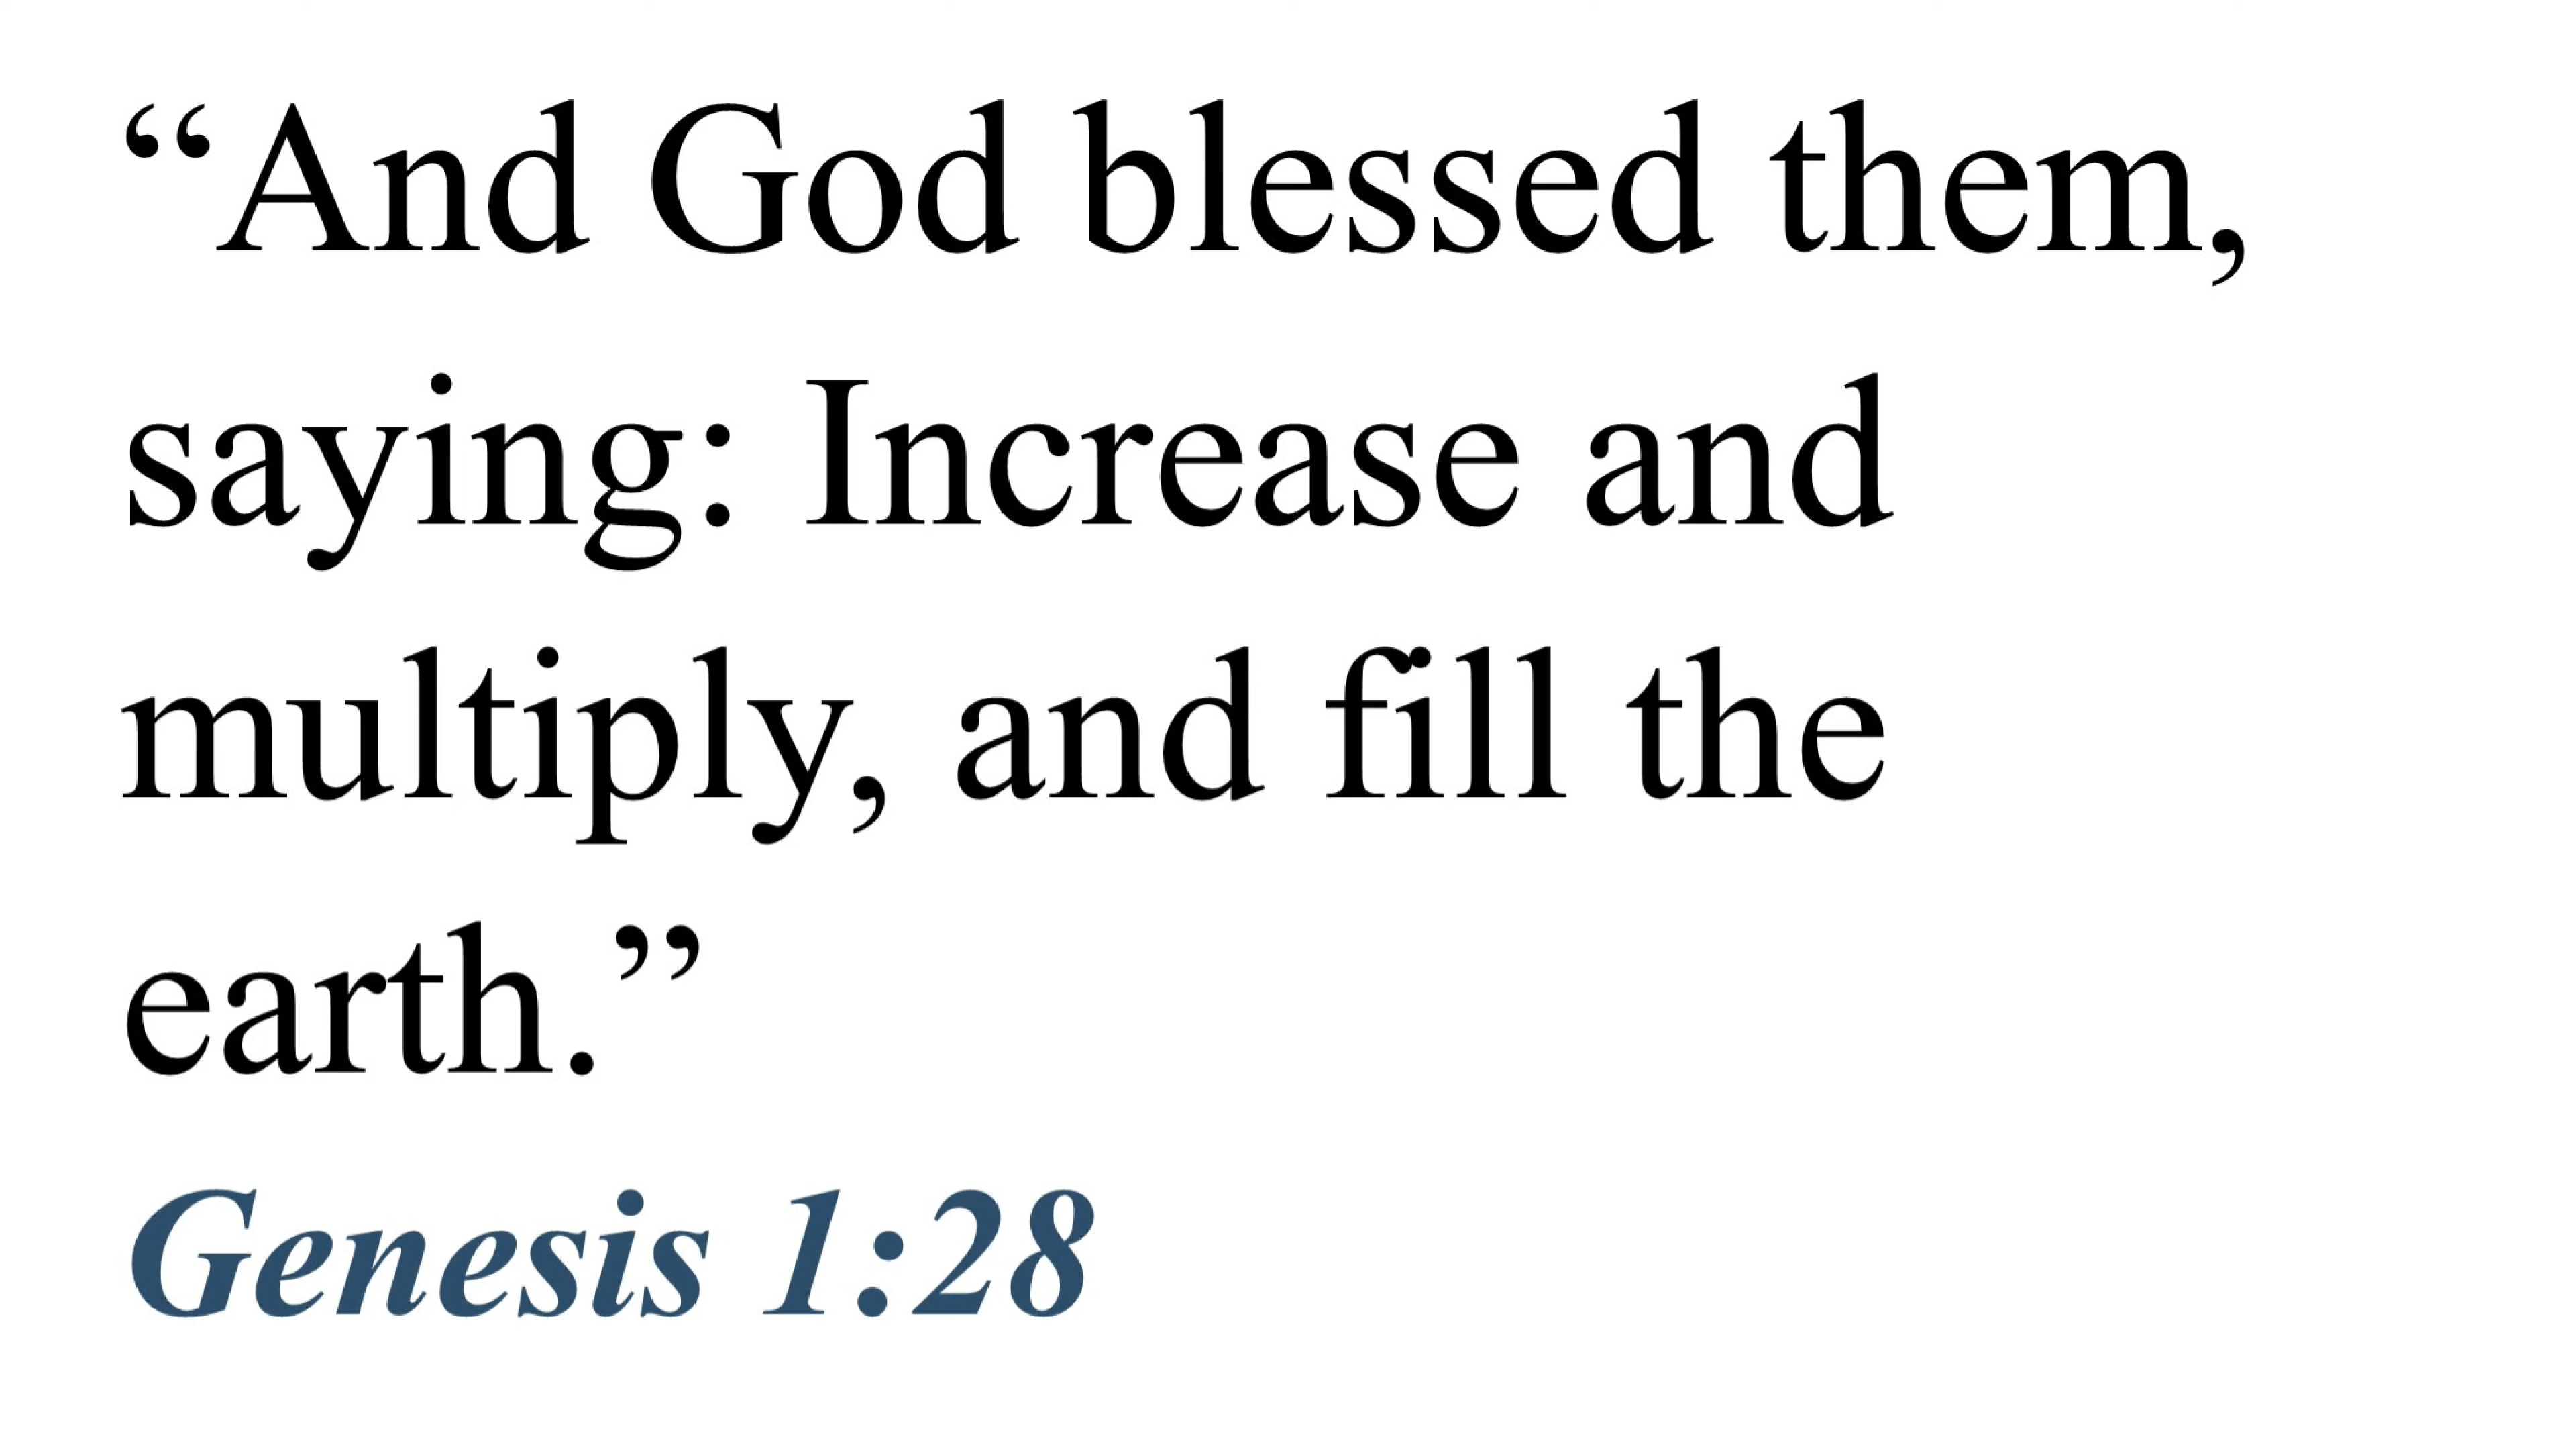 “And God blessed them,
saying: Increase and
multiply, and fill the
earth.”
Genesis 1:28